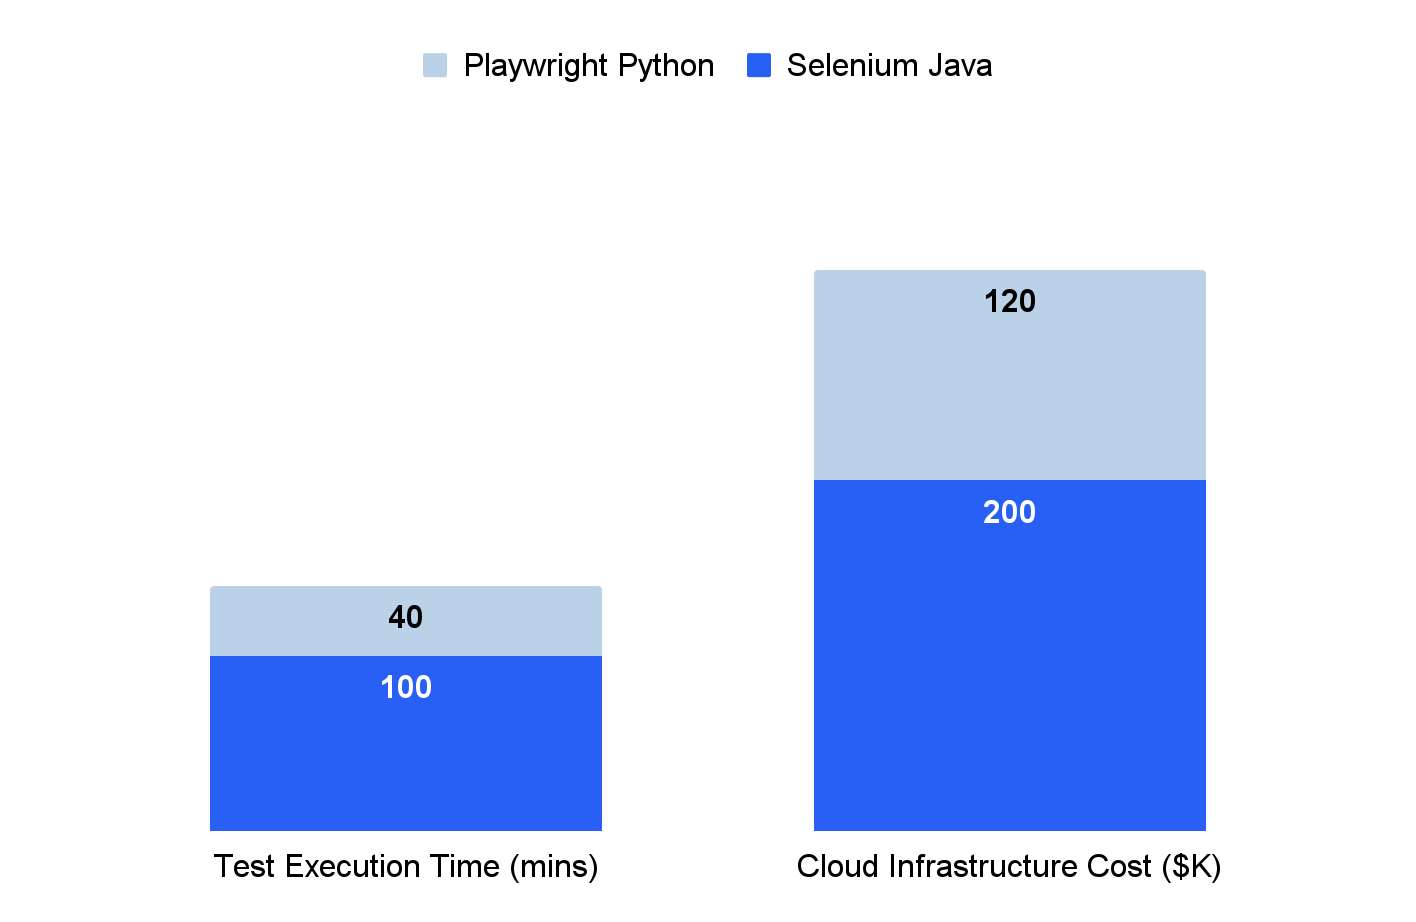 Playwright Python Selenium Java
120
200
40
100
Test Execution Time (mins) Cloud Infrastructure Cost ($K)